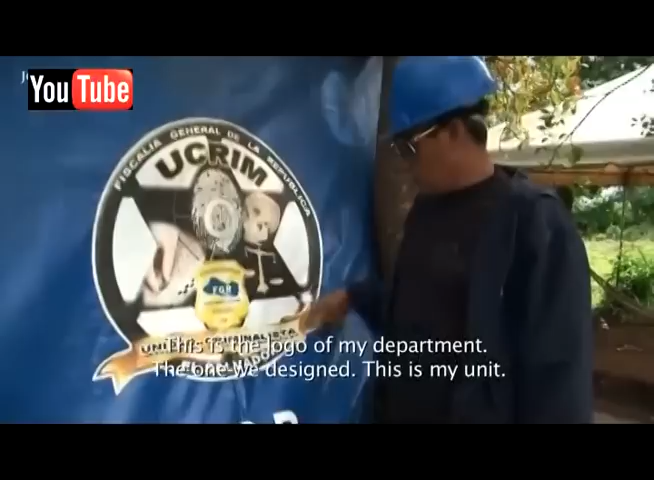 YouTube
FISCALIA GENERAL DE LA REPUBLICA
UCRIM
FGR
This is the logo of my department.
The one we designed. This is my unit.